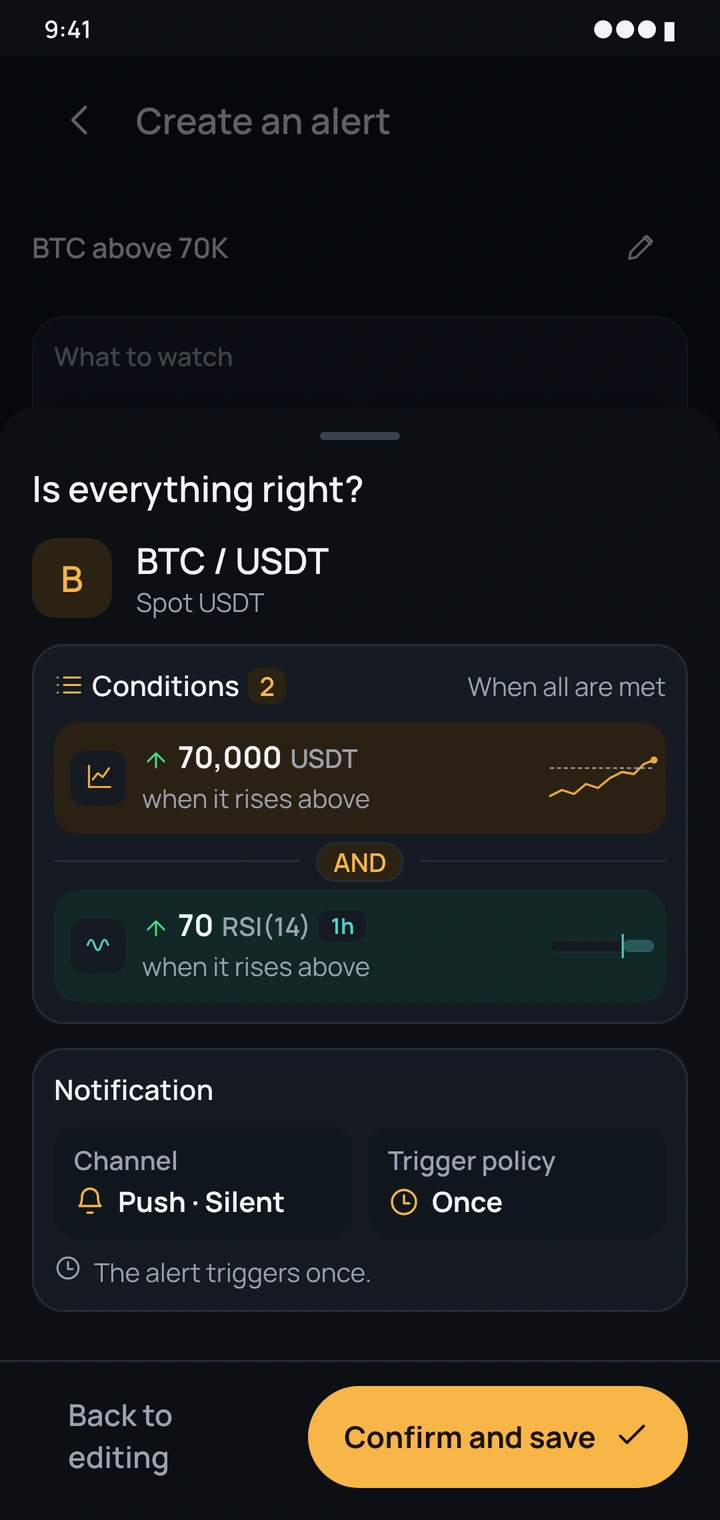 9:41
Create an alert
BTC above 70K
What to watch
Is everything right?
B
BTC / USDT
Spot USDT
Conditions 2
When all are met
70,000 USDT
when it rises above
AND
70 RSI(14) 1h
when it rises above
Notification
Channel
Push · Silent
Trigger policy
Once
The alert triggers once.
Back to
editing
Confirm and save